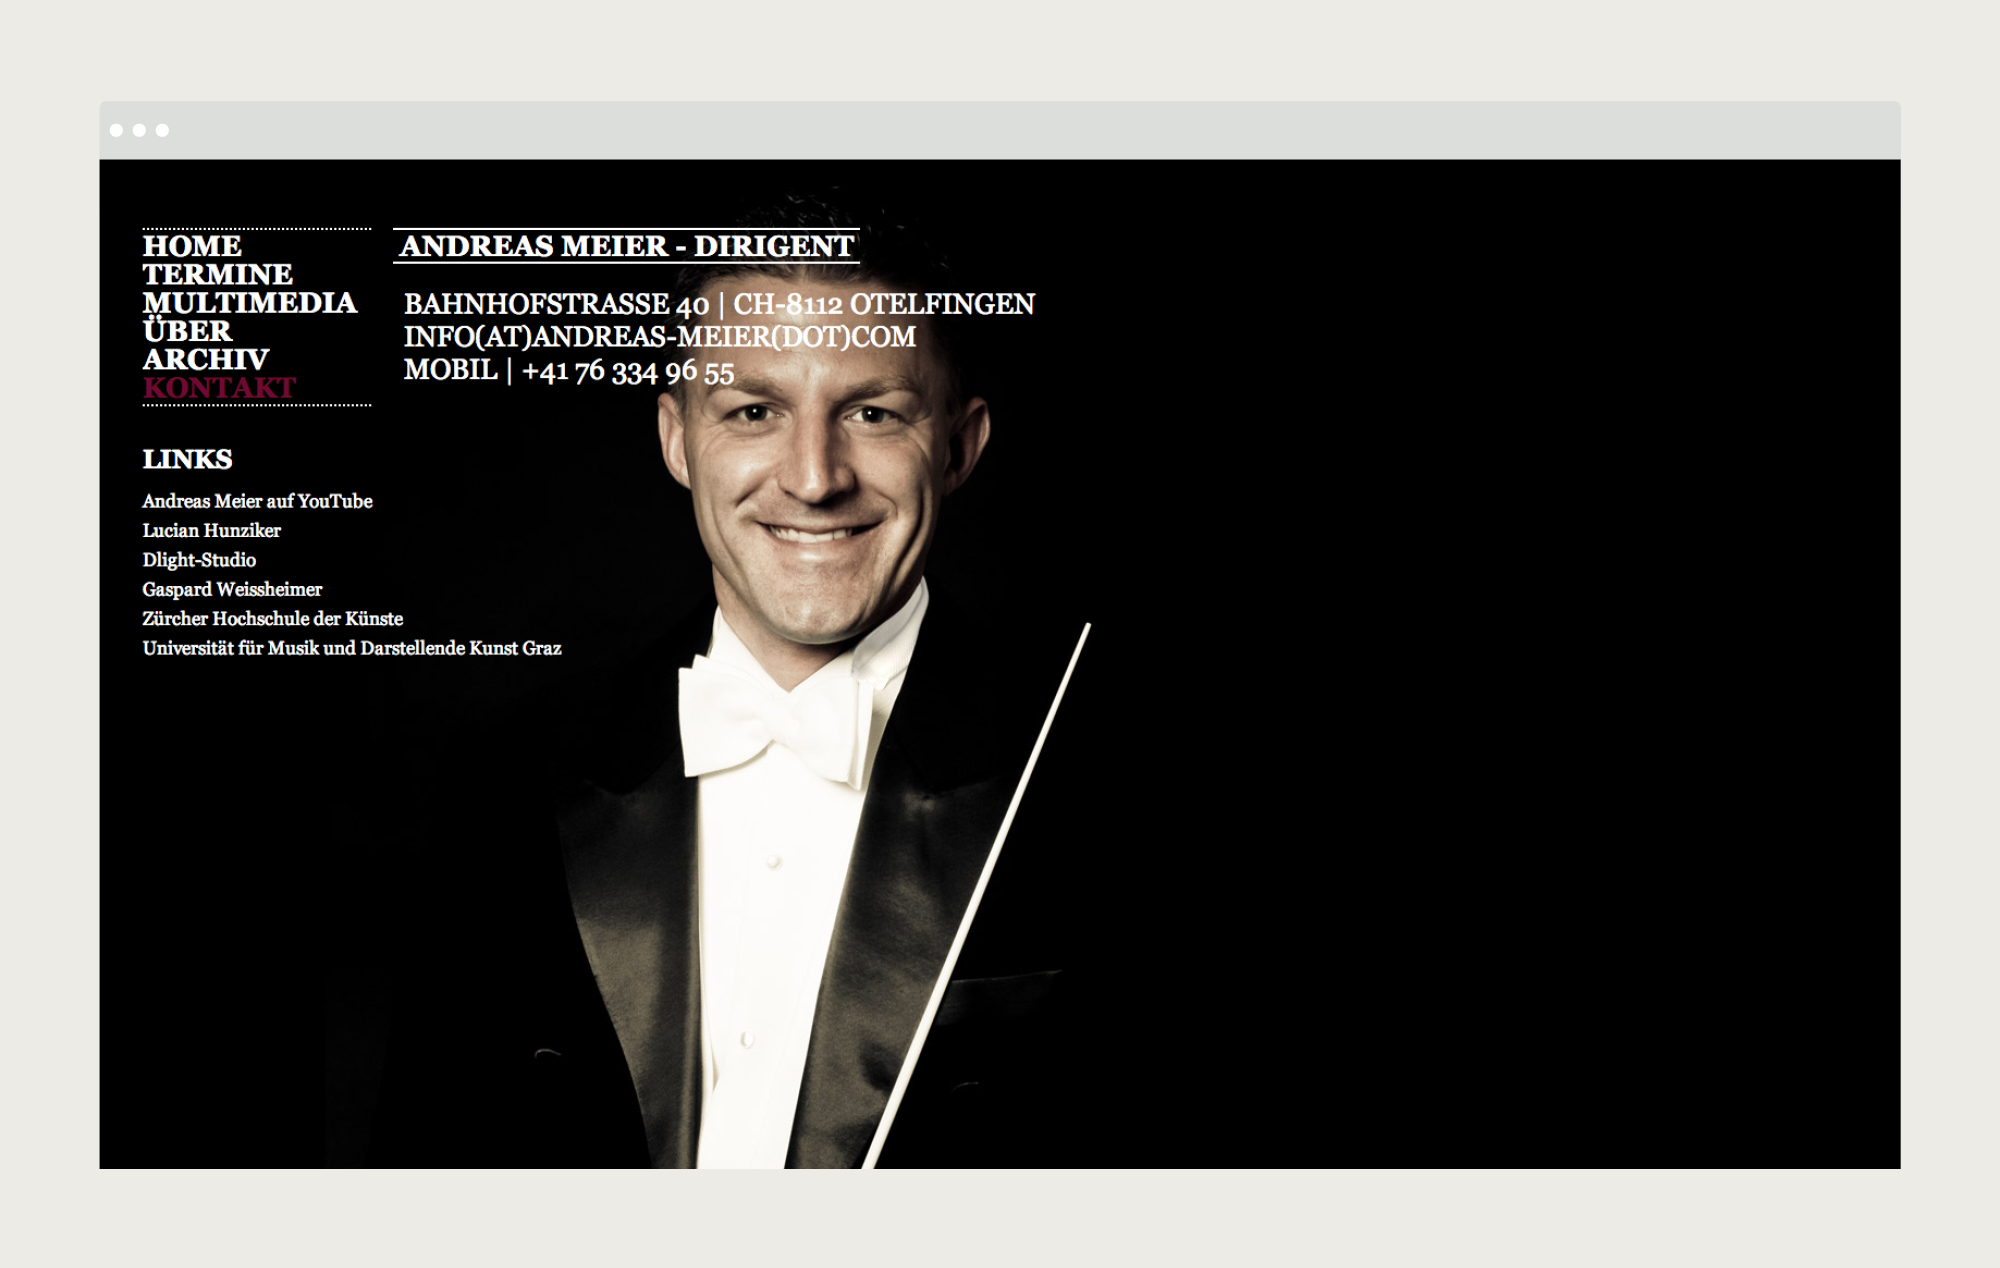 HOME
TERMINE
MULTIMEDIA
ÜBER
ARCHIV
KONTAKT
LINKS
Andreas Meier auf YouTube
Lucian Hunziker
Dlight-Studio
Gaspard Weissheimer
Zürcher Hochschule der Künste
Universität für Musik und Darstellende Kunst Graz
ANDREAS MEIER - DIRIGENT
BAHNHOFSTRASSE 40 | CH-8112 OTELFINGEN
INFO(AT)ANDREAS-MEIER(DOT)COM
MOBIL | +41 76 334 96 55